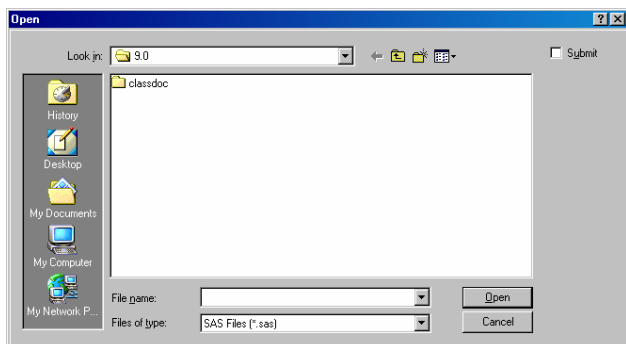 Open
Look in: 9.0
Submit
classdoc
History
Desktop
My Documents
My Computer
My Network P...
File name:
Open
Files of type: SAS Files (*.sas)
Cancel